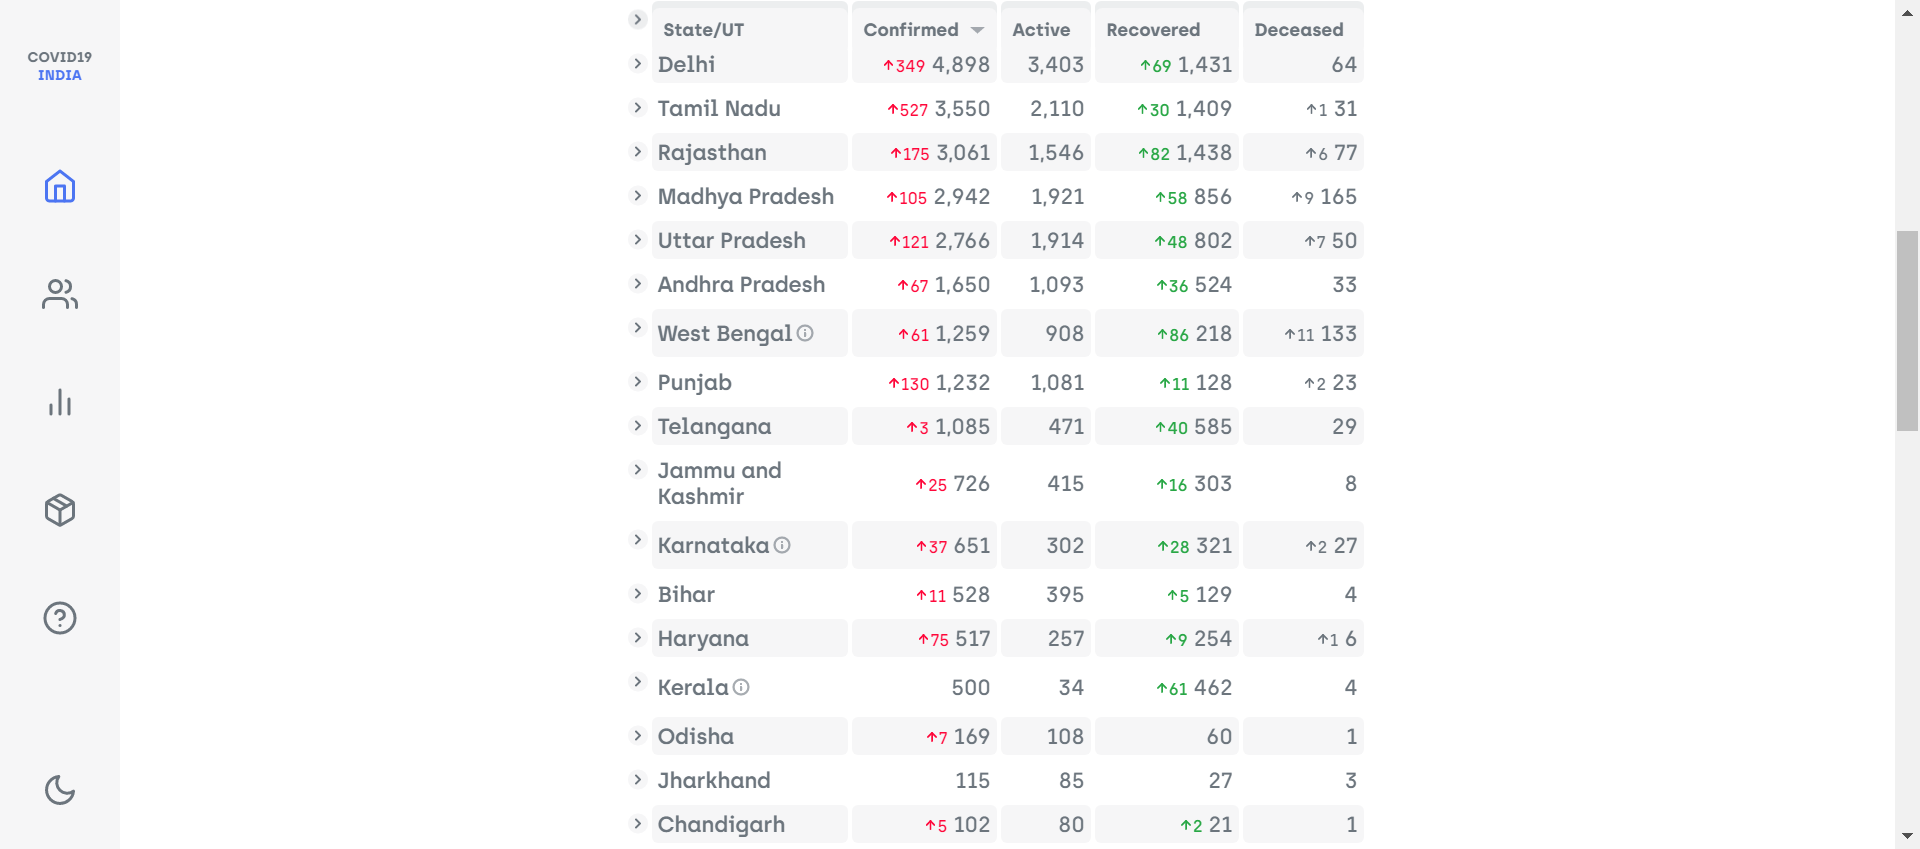 COVID19
INDIA
State/UT Confirmed Active Recovered Deceased
Delhi ↑349 4,898 3,403 ↑69 1,431 64
Tamil Nadu ↑527 3,550 2,110 ↑30 1,409 ↑1 31
Rajasthan ↑175 3,061 1,546 ↑82 1,438 ↑6 77
Madhya Pradesh ↑105 2,942 1,921 ↑58 856 ↑9 165
Uttar Pradesh ↑121 2,766 1,914 ↑48 802 ↑7 50
Andhra Pradesh ↑67 1,650 1,093 ↑36 524 33
West Bengal ↑61 1,259 908 ↑86 218 ↑11 133
Punjab ↑130 1,232 1,081 ↑11 128 ↑2 23
Telangana ↑3 1,085 471 ↑40 585 29
Jammu and
Kashmir ↑25 726 415 ↑16 303 8
Karnataka ↑37 651 302 ↑28 321 ↑2 27
Bihar ↑11 528 395 ↑5 129 4
Haryana ↑75 517 257 ↑9 254 ↑1 6
Kerala 500 34 ↑61 462 4
Odisha ↑7 169 108 60 1
Jharkhand 115 85 27 3
Chandigarh ↑5 102 80 ↑2 21 1